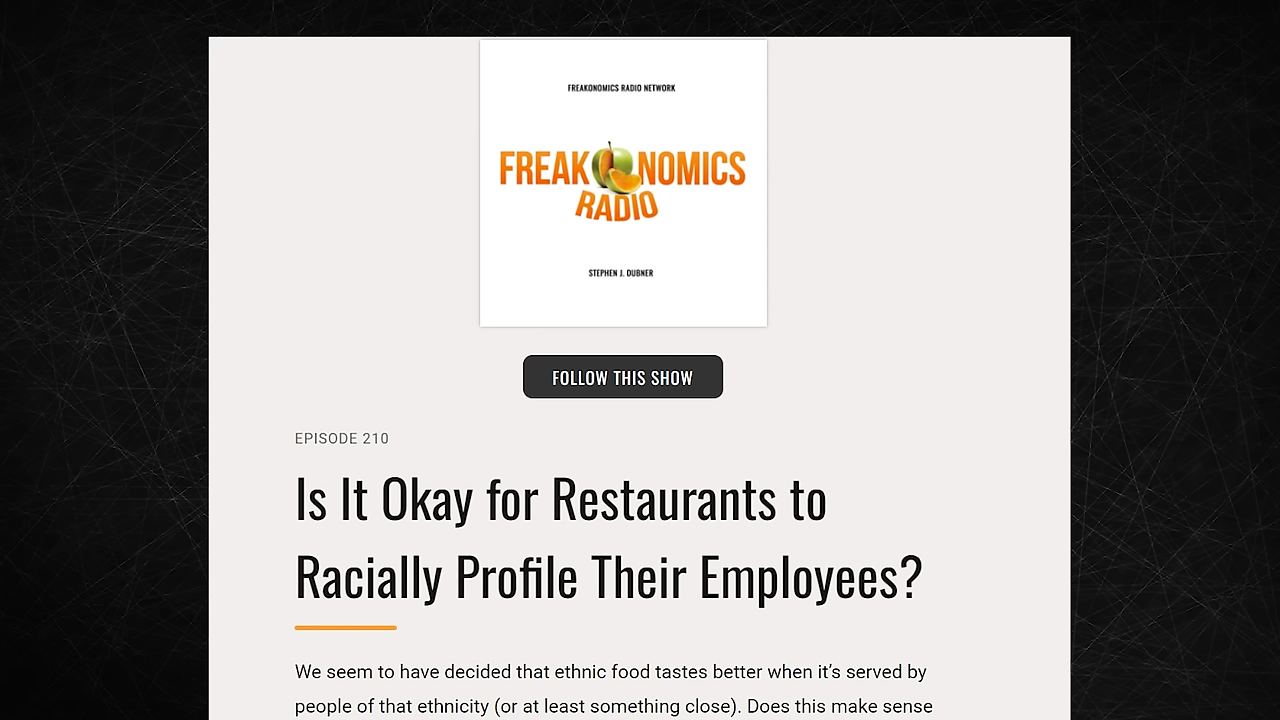 FREAKONOMICS RADIO NETWORK
FREAKONOMICS
RADIO
STEPHEN J. DUBNER
FOLLOW THIS SHOW
EPISODE 210
Is It Okay for Restaurants to
Racially Profile Their Employees?
We seem to have decided that ethnic food tastes better when it’s served by
people of that ethnicity (or at least something close). Does this make sense